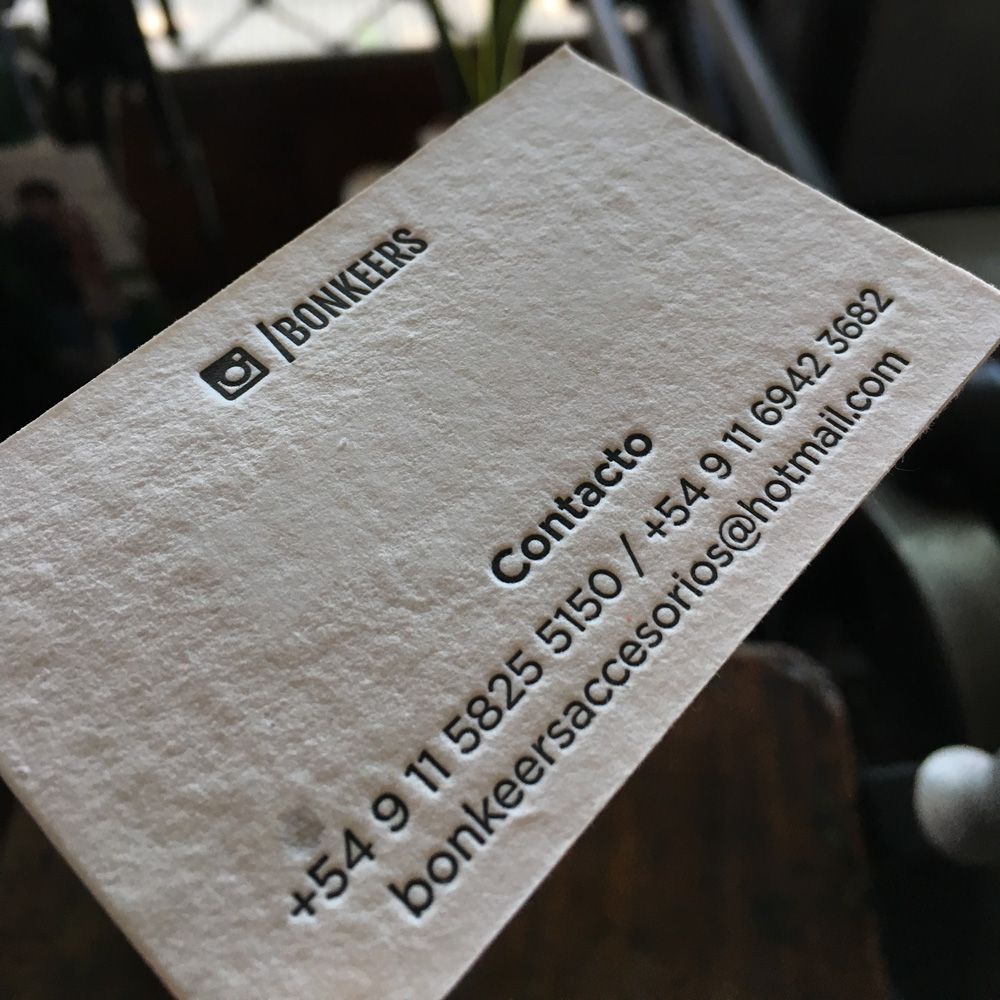 /BONKEERS
Contacto
+54 9 11 5825 5150 / +54 9 11 6942 3682
bonkeersaccesorios@hotmail.com